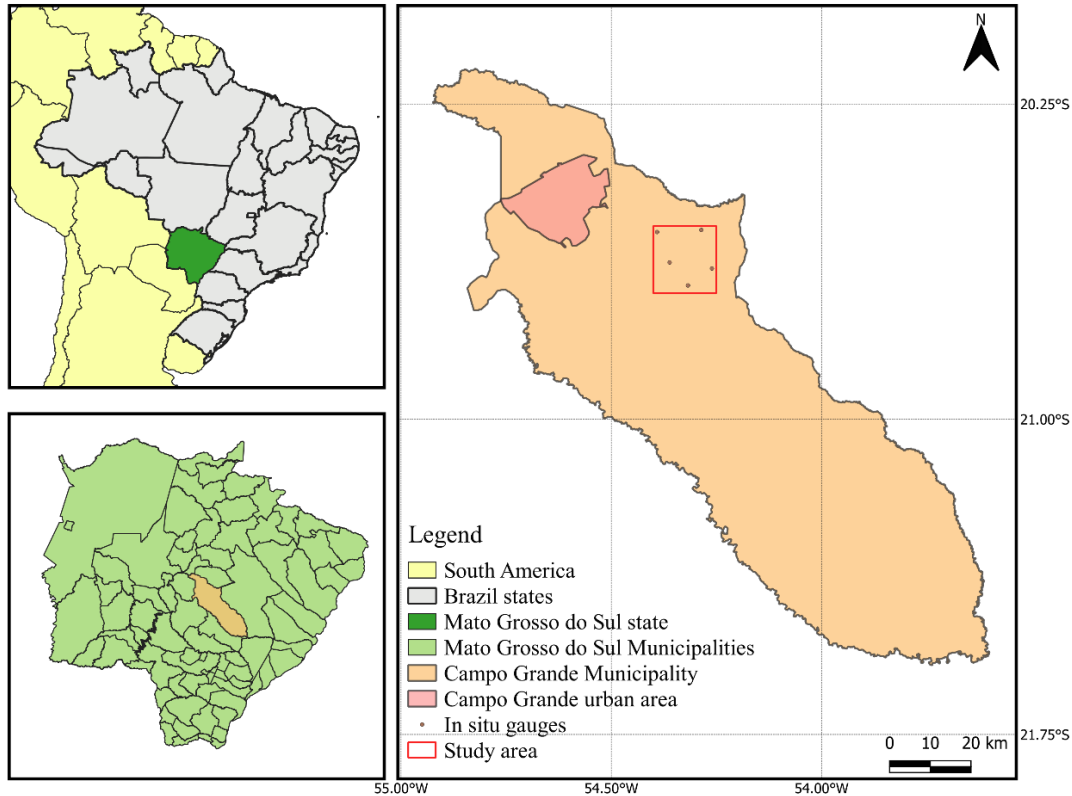 N
20.25°S
21.00°S
Legend
South America
Brazil states
Mato Grosso do Sul state
Mato Grosso do Sul Municipalities
Campo Grande Municipality
Campo Grande urban area
In situ gauges
Study area
21.75°S
0 10 20 km
55.00°W 54.50°W 54.00°W